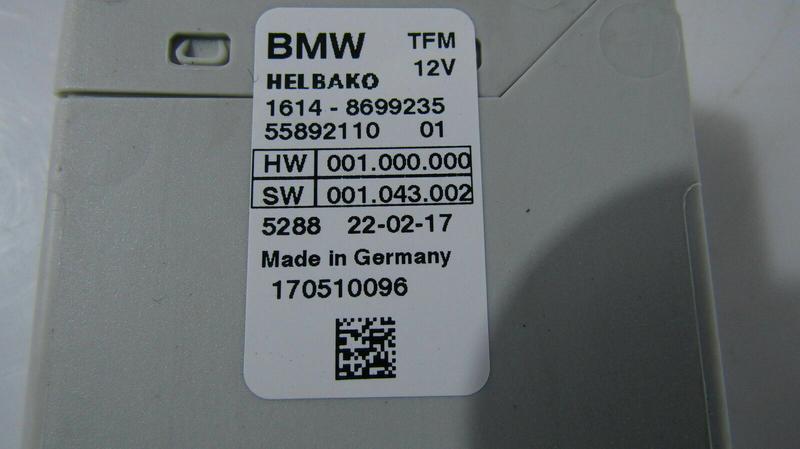 BMW TFM
12V
HELBAKO
1614 - 8699235
55892110 01
HW 001.000.000
SW 001.043.002
5288 22-02-17
Made in Germany
170510096